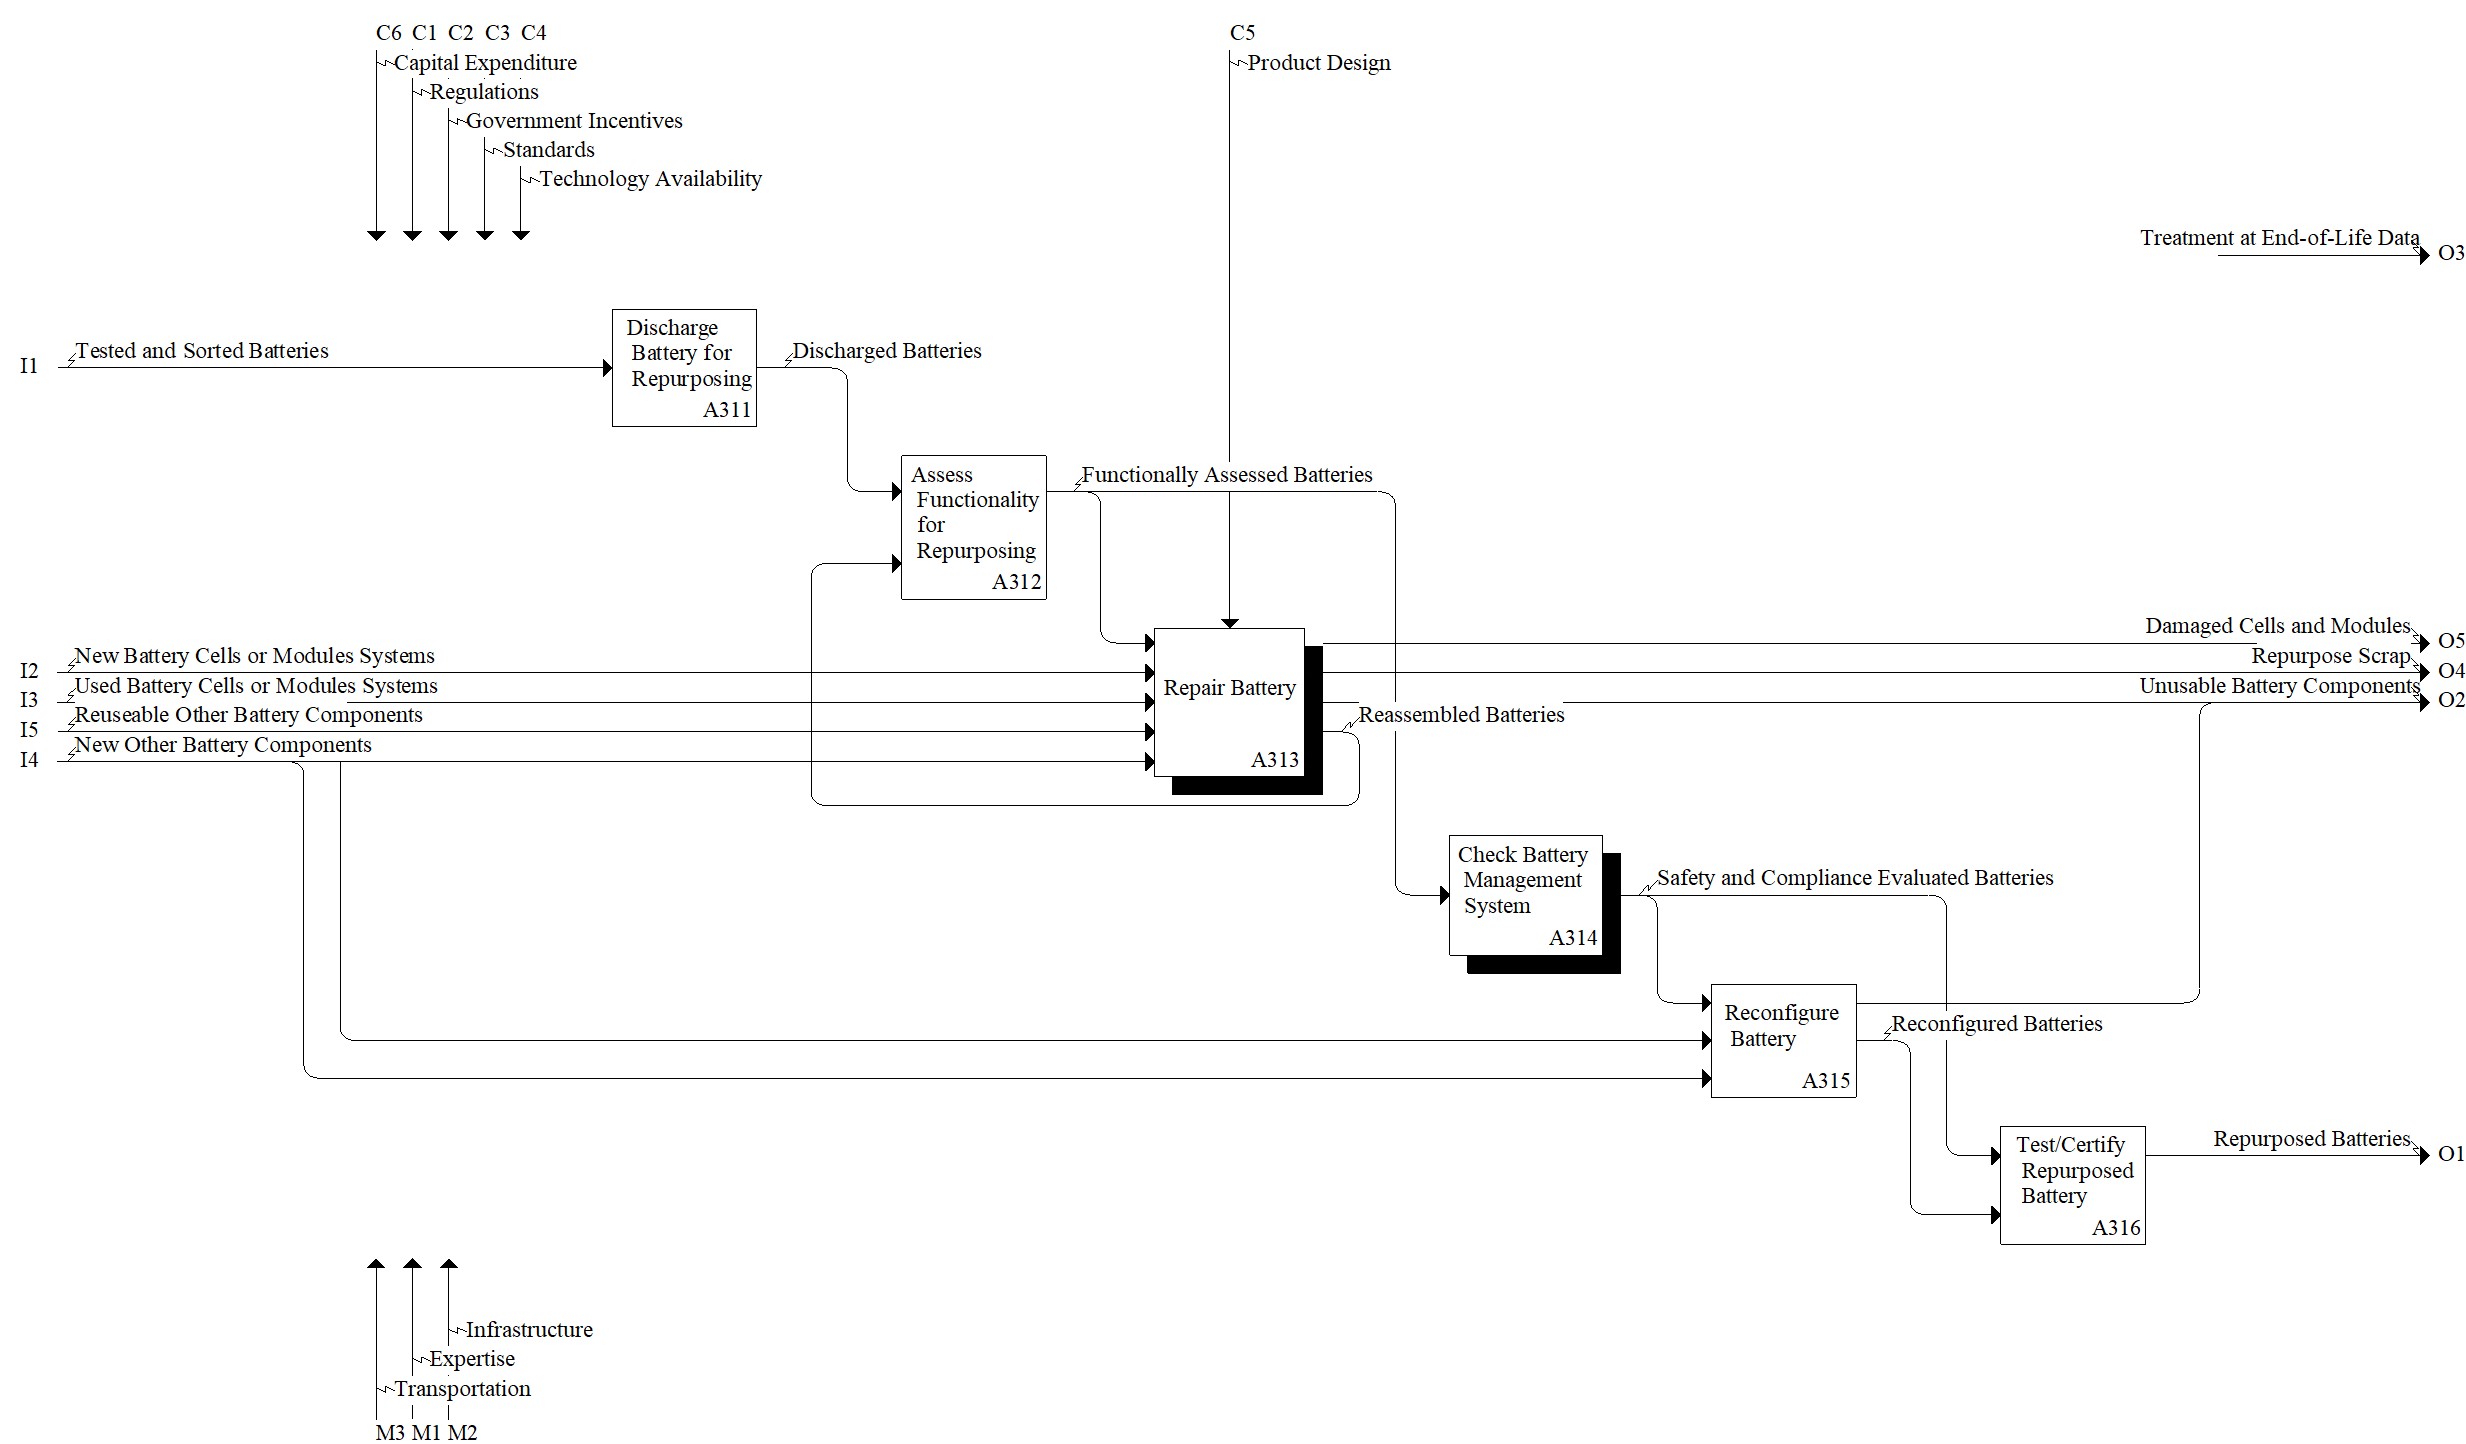 C6 C1 C2 C3 C4
C5
Capital Expenditure
Product Design
Regulations
Government Incentives
Standards
Technology Availability
Treatment at End-of-Life Data
O3
I1
Tested and Sorted Batteries
Discharge
Battery for
Repurposing
A311
Discharged Batteries
Assess
Functionality
for
Repurposing
A312
Functionally Assessed Batteries
I2
New Battery Cells or Modules Systems
I3
Used Battery Cells or Modules Systems
I5
Reuseable Other Battery Components
I4
New Other Battery Components
Repair Battery
A313
Damaged Cells and Modules
O5
Repurpose Scrap
O4
Unusable Battery Components
O2
Reassembled Batteries
Check Battery
Management
System
A314
Safety and Compliance Evaluated Batteries
Reconfigure
Battery
A315
Reconfigured Batteries
Test/Certify
Repurposed
Battery
A316
Repurposed Batteries
O1
Infrastructure
Expertise
Transportation
M3 M1 M2